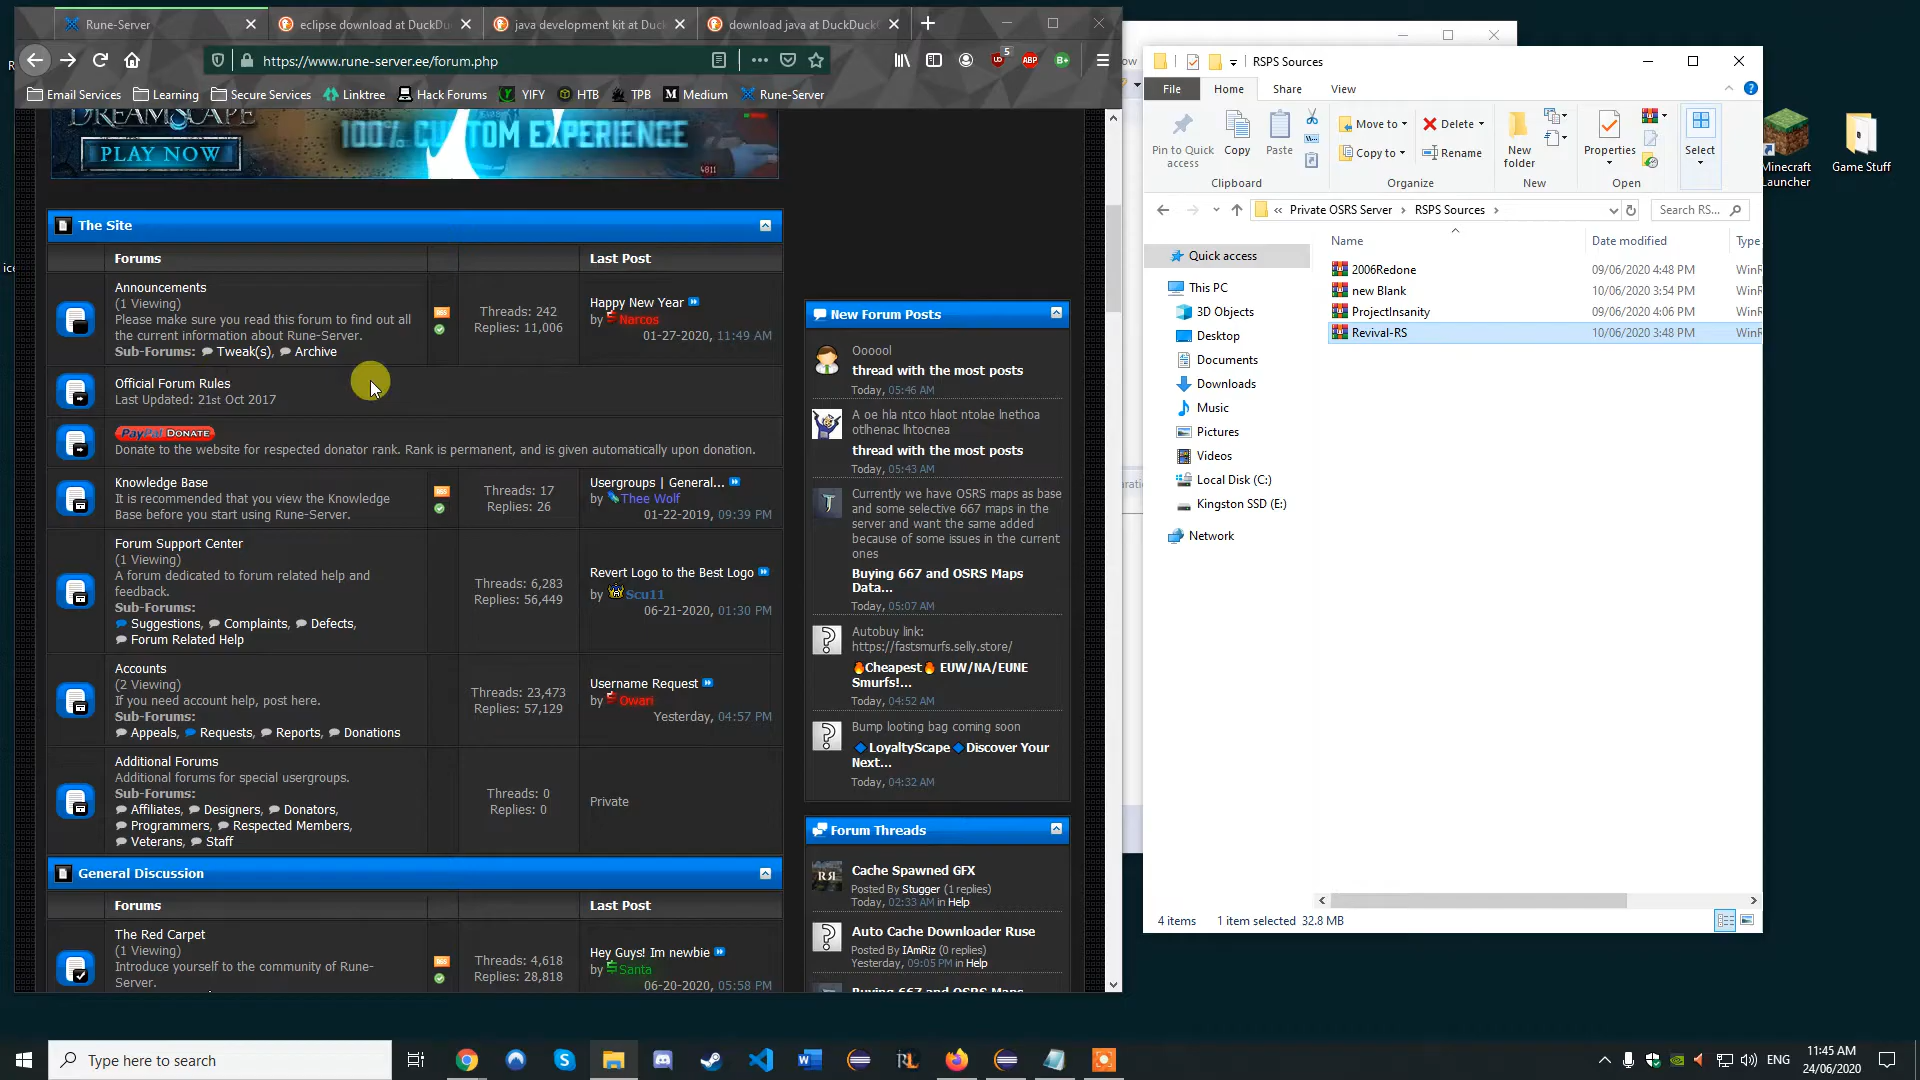 Rune-Server
eclipse download at DuckDu
java development kit at Duc
download java at DuckDuck
https://www.rune-server.ee/forum.php
5
ABP
Email Services
Learning
Secure Services
Linktree
Hack Forums
YIFY
HTB
TPB
Medium
Rune-Server
DREAMSCAPE
PLAY NOW
100% CUSTOM EXPERIENCE
The Site
Forums
Last Post
Announcements
(1 Viewing)
Please make sure you read this forum to find out all
the current information about Rune-Server.
Sub-Forums: Tweak(s), Archive
Threads: 242
Replies: 11,006
Happy New Year
by Narcos
01-27-2020, 11:49 AM
Official Forum Rules
Last Updated: 21st Oct 2017
PayPal DONATE
Donate to the website for respected donator rank. Rank is permanent, and is given automatically upon donation.
Knowledge Base
It is recommended that you view the Knowledge
Base before you start using Rune-Server.
Threads: 17
Replies: 26
Usergroups | General...
by Thee Wolf
01-22-2019, 09:39 PM
Forum Support Center
(1 Viewing)
A forum dedicated to forum related help and
feedback.
Sub-Forums:
Suggestions, Complaints, Defects,
Forum Related Help
Threads: 6,283
Replies: 56,449
Revert Logo to the Best Logo
by Scu11
06-21-2020, 01:30 PM
Accounts
(2 Viewing)
If you need account help, post here.
Sub-Forums:
Appeals, Requests, Reports, Donations
Threads: 23,473
Replies: 57,129
Username Request
by Owari
Yesterday, 04:57 PM
Additional Forums
Additional forums for special usergroups.
Sub-Forums:
Affiliates, Designers, Donators,
Programmers, Respected Members,
Veterans, Staff
Threads: 0
Replies: 0
Private
General Discussion
Forums
Last Post
The Red Carpet
(1 Viewing)
Introduce yourself to the community of Rune-
Server.
Threads: 4,618
Replies: 28,818
Hey Guys! Im newbie
by Santa
06-20-2020, 05:58 PM
New Forum Posts
Ooool
thread with the most posts
Today, 05:46 AM
A oe hla ntco hlaot ntolae lnethoa
otlhenac lhtocnea
thread with the most posts
Today, 05:43 AM
Currently we have OSRS maps as base
and some selective 667 maps in the
server and want the same added
because of some issues in the current
ones
Buying 667 and OSRS Maps
Data...
Today, 05:07 AM
Autobuy link:
https://fastsmurfs.selly.store/
Cheapest EUW/NA/EUNE
Smurfs!...
Today, 04:52 AM
Bump looting bag coming soon
LoyaltyScape Discover Your
Next...
Today, 04:32 AM
Forum Threads
Cache Spawned GFX
Posted By Stugger (1 replies)
Today, 02:33 AM in Help
Auto Cache Downloader Ruse
Posted By IAmRiz (0 replies)
Yesterday, 09:05 PM in Help
Buying 667 and OSRS Maps
RSPS Sources
File
Home
Share
View
Pin to Quick
access
Copy
Paste
Clipboard
Move to
Copy to
Delete
Rename
Organize
New
folder
New
Properties
Open
Select
Private OSRS Server
RSPS Sources
Search RS...
Quick access
This PC
3D Objects
Desktop
Documents
Downloads
Music
Pictures
Videos
Local Disk (C:)
Kingston SSD (E:)
Network
Name
Date modified
Type
2006Redone
09/06/2020 4:48 PM
WinR
new Blank
10/06/2020 3:54 PM
WinR
ProjectInsanity
09/06/2020 4:06 PM
WinR
Revival-RS
10/06/2020 3:48 PM
WinR
4 items
1 item selected 32.8 MB
Minecraft
Launcher
Game Stuff
Type here to search
ENG
11:45 AM
24/06/2020